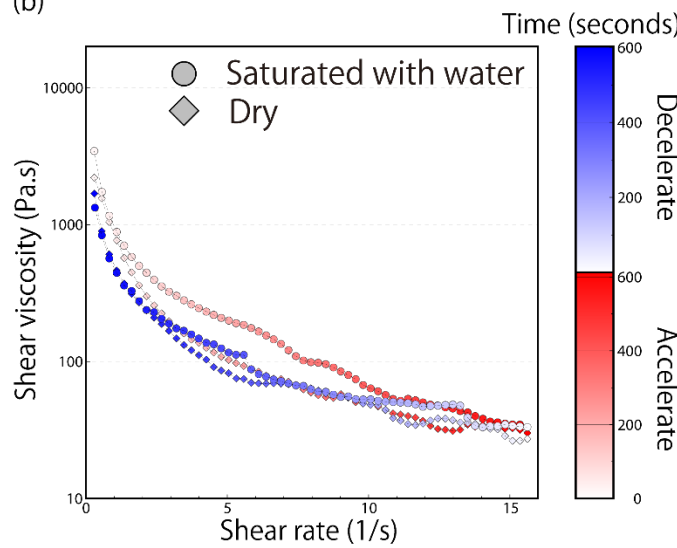 (b)
Time (seconds)
Saturated with water
Dry
10000
1000
100
10
Shear viscosity (Pa.s)
0
5
10
15
Shear rate (1/s)
600
400
200
600
400
200
0
Decelerate
Accelerate